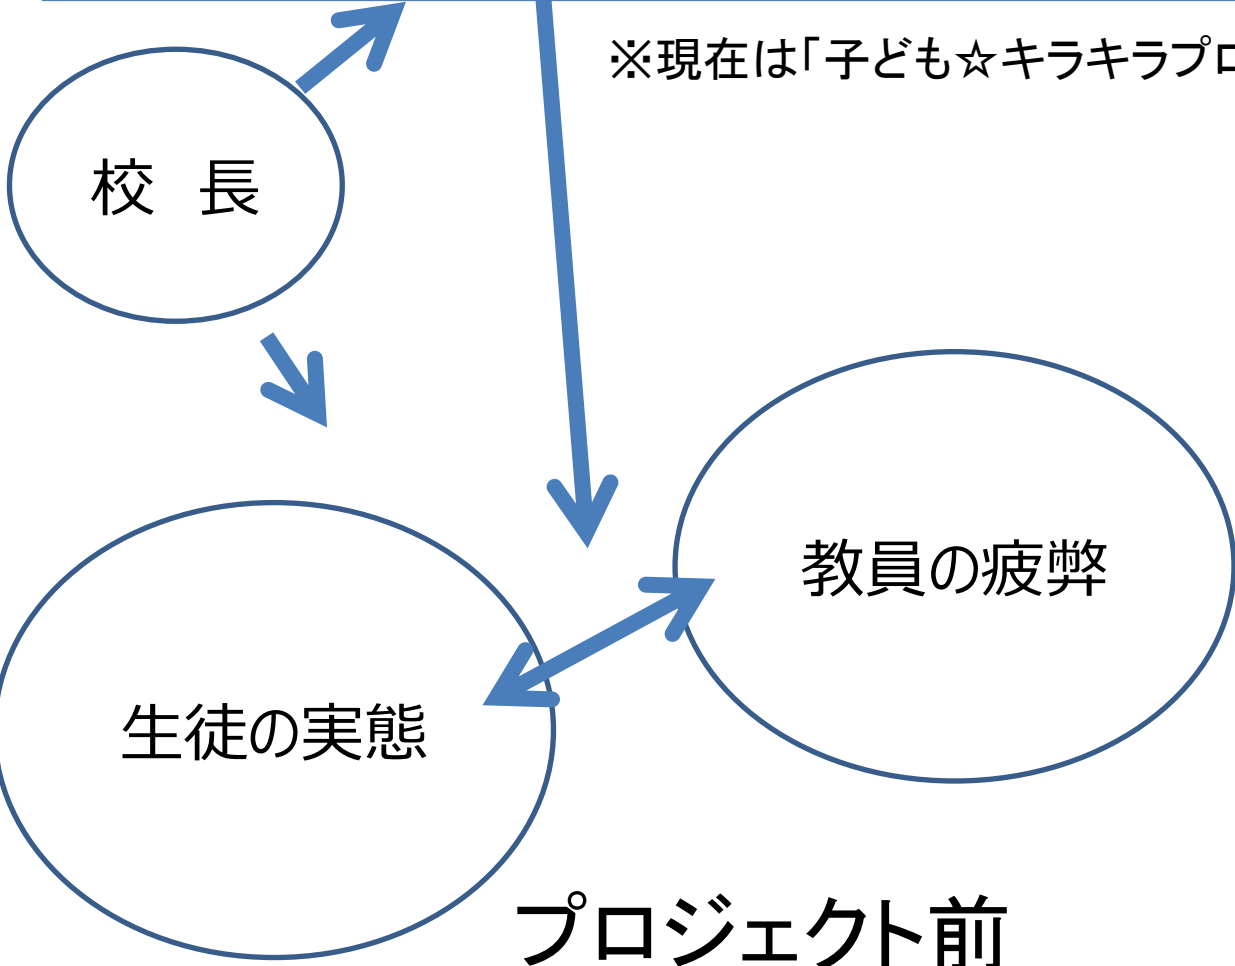 ※現在は「子ども☆キラキラプロ
校　長
教員の疲弊
生徒の実態
プロジェクト前